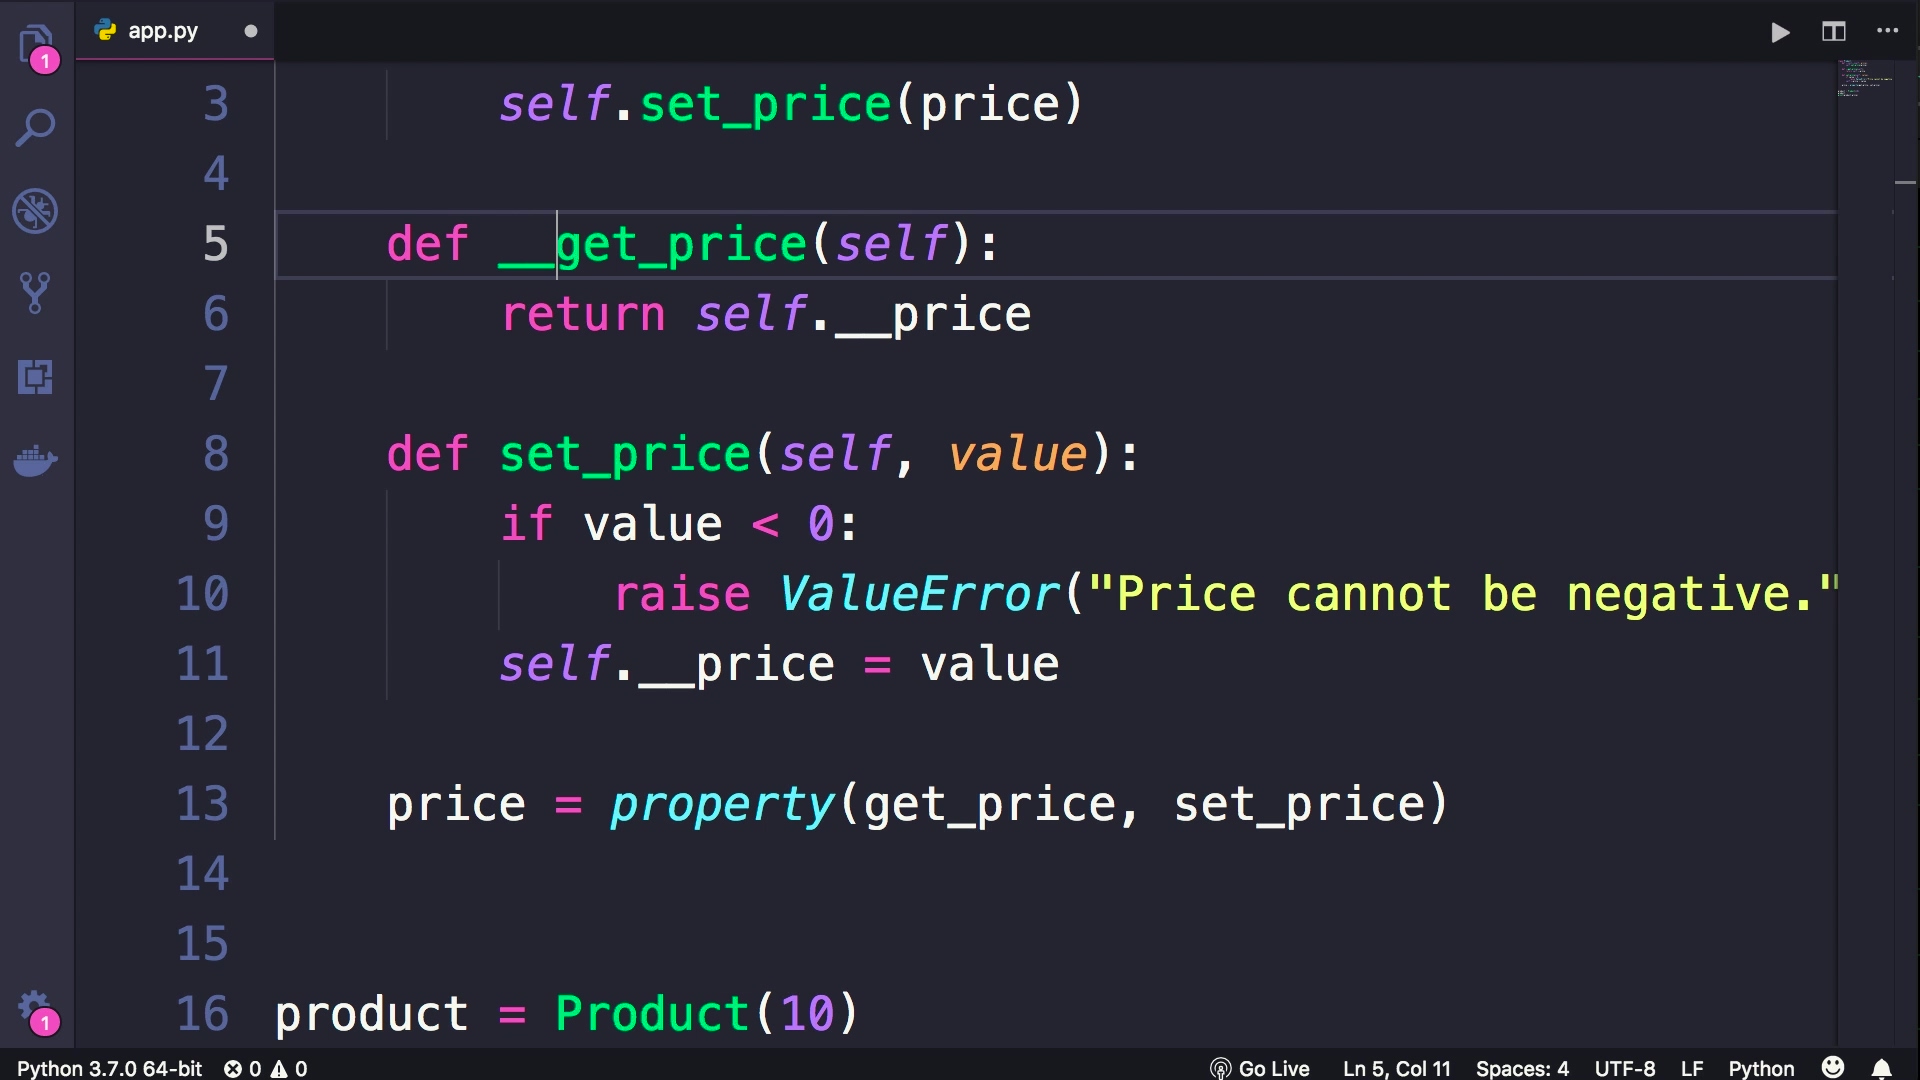 app.py
1
3 self.set_price(price)
4
5 def __get_price(self):
6 return self.__price
7
8 def set_price(self, value):
9 if value < 0:
10 raise ValueError("Price cannot be negative."
11 self.__price = value
12
13 price = property(get_price, set_price)
14
15
16 product = Product(10)
1
Python 3.7.0 64-bit 0 0 Go Live Ln 5, Col 11 Spaces: 4 UTF-8 LF Python